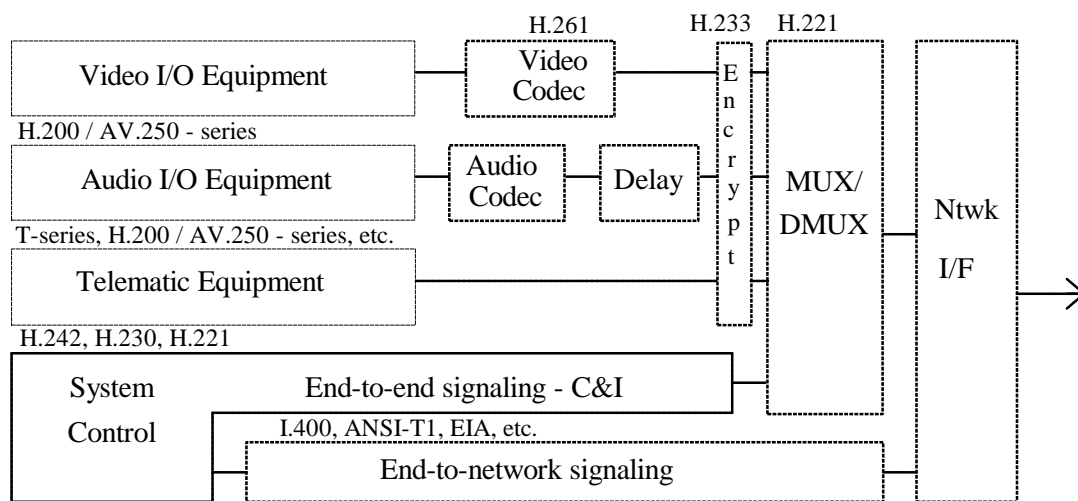 H.261
H.233
H.221
Video I/O Equipment
Video
Codec
Encrypt
H.200 / AV.250 - series
Audio I/O Equipment
Audio
Codec
Delay
MUX/
DMUX
Ntwk
I/F
T-series, H.200 / AV.250 - series, etc.
Telematic Equipment
H.242, H.230, H.221
System
Control
End-to-end signaling - C&I
I.400, ANSI-T1, EIA, etc.
End-to-network signaling